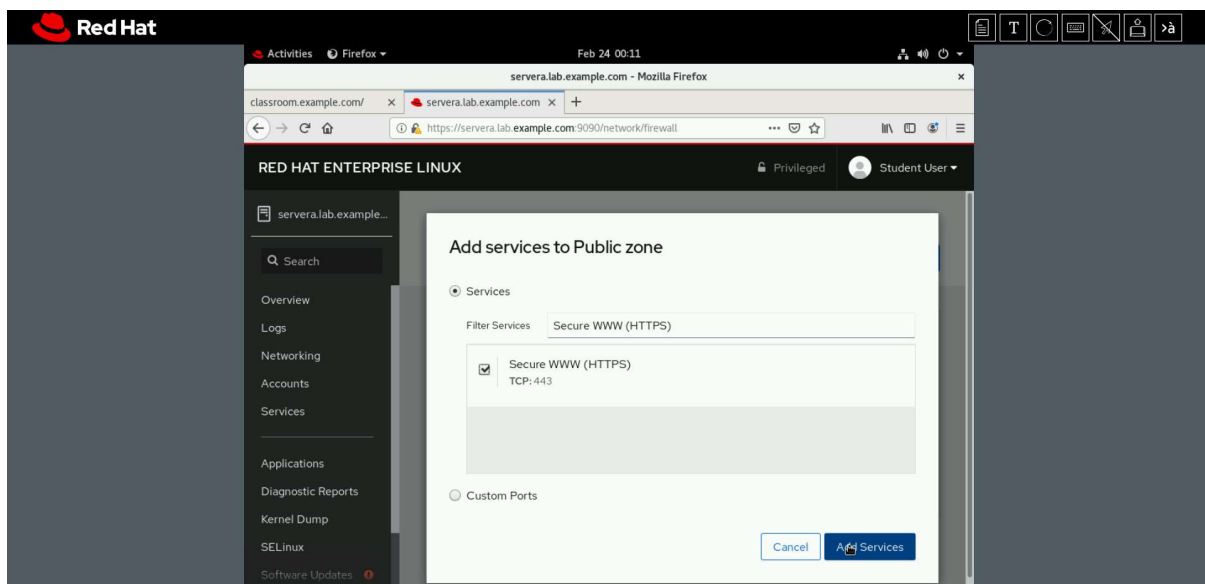 Red Hat
T
>à
Activities Firefox Feb 24 00:11
servera.lab.example.com - Mozilla Firefox ×
classroom.example.com/ × servera.lab.example.com × +
https://servera.lab.example.com:9090/network/firewall
RED HAT ENTERPRISE LINUX Privileged Student User
servera.lab.example...
Search
Overview
Logs
Networking
Accounts
Services
Applications
Diagnostic Reports
Kernel Dump
SELinux
Software Updates
Add services to Public zone
Services
Filter Services Secure WWW (HTTPS)
Secure WWW (HTTPS)
TCP: 443
Custom Ports
Cancel Add Services